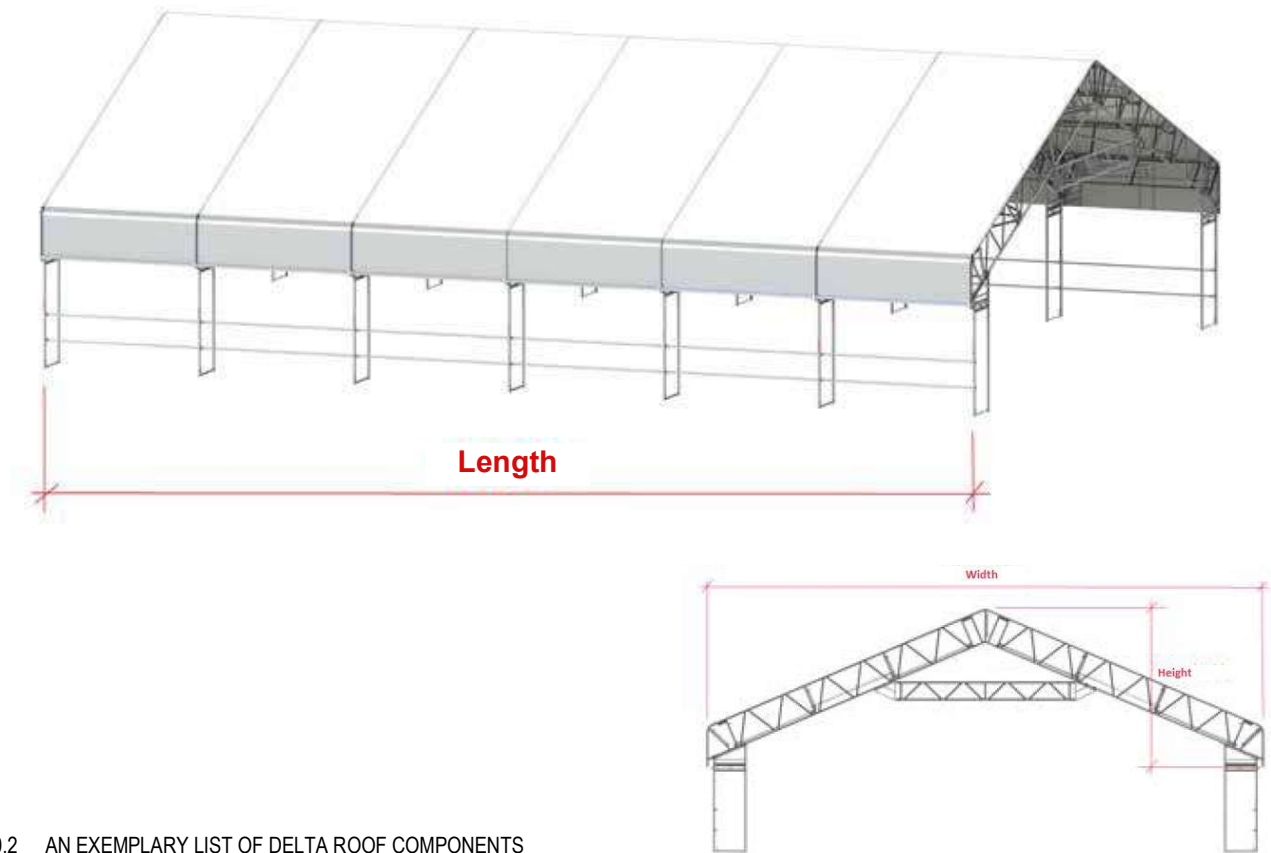 Length
Width
Height
.2 AN EXEMPLARY LIST OF DELTA ROOF COMPONENTS